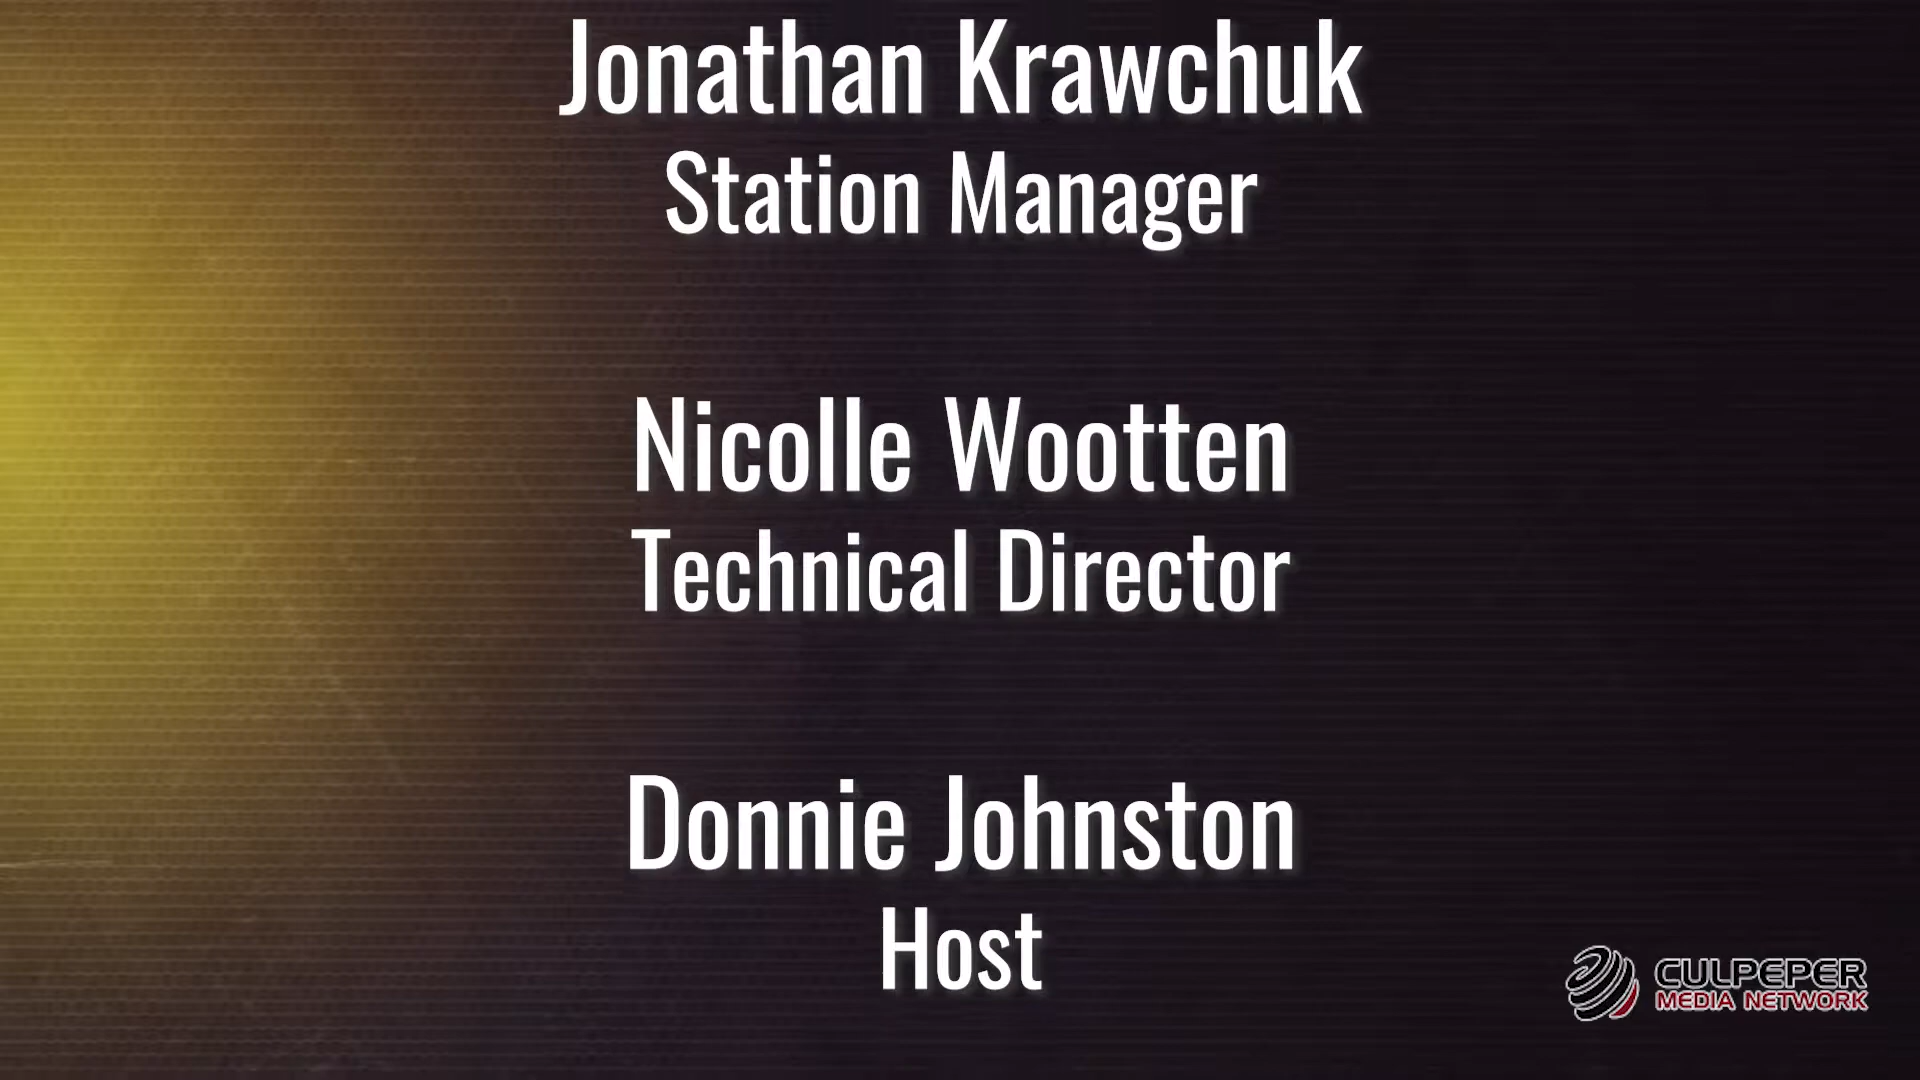 Jonathan Krawchuk
Station Manager
Nicolle Wootten
Technical Director
Donnie Johnston
Host
CULPEPER
MEDIA NETWORK